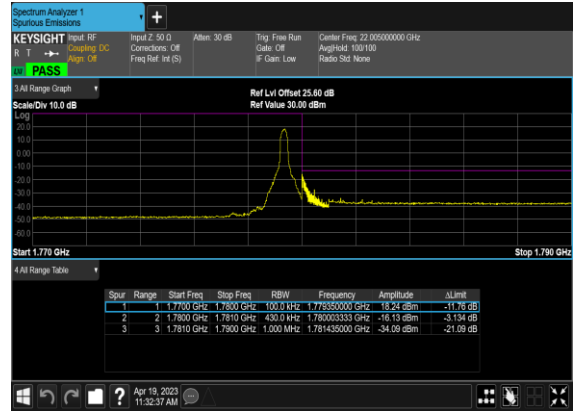 Spectrum Analyzer 1
Spurious Emissions
KEYSIGHT Input: RF Input Z: 50 Ω Atten: 30 dB Trig: Free Run Center Freq: 22.005000000 GHz
R T Coupling: DC Corrections: Off Gate: Off Avg|Hold: 100/100
Align: Off Freq Ref: Int (S) IF Gain: Low Radio Std: None
PASS
3 All Range Graph
Ref Lvl Offset 25.60 dB
Scale/Div 10.0 dB Ref Value 30.00 dBm
Log
20.0
10.0
0.00
-10.0
-20.0
-30.0
-40.0
-50.0
-60.0
Start 1.770 GHz Stop 1.790 GHz
4 All Range Table
Spur Range Start Freq Stop Freq RBW Frequency Amplitude ΔLimit
1 1 1.7700 GHz 1.7800 GHz 100.0 kHz 1.779350000 GHz 18.24 dBm -11.76 dB
2 2 1.7800 GHz 1.7810 GHz 430.0 kHz 1.780003333 GHz -16.13 dBm -3.134 dB
3 3 1.7810 GHz 1.7900 GHz 1.000 MHz 1.781435000 GHz -34.09 dBm -21.09 dB
? Apr 19, 2023
11:32:37 AM